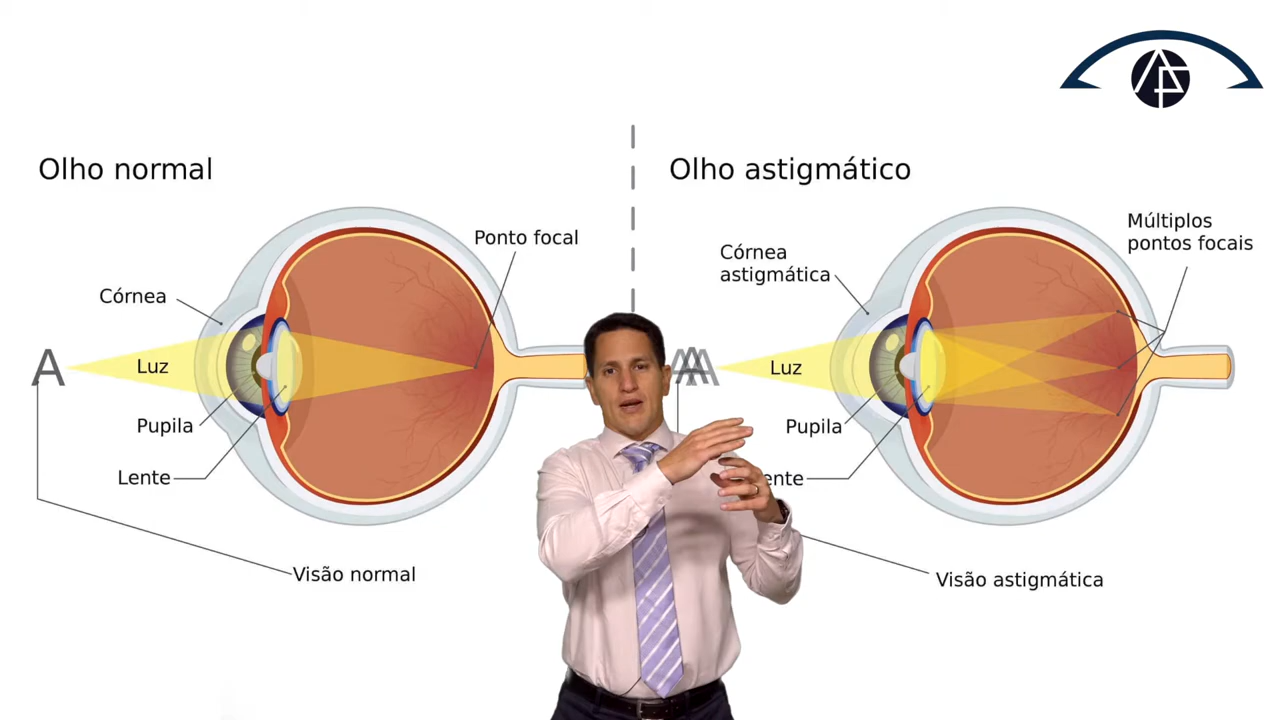 Olho normal
Ponto focal
Córnea
A
Luz
Pupila
Lente
Visão normal
Olho astigmático
Múltiplos
pontos focais
Córnea
astigmática
Luz
Pupila
Visão astigmática